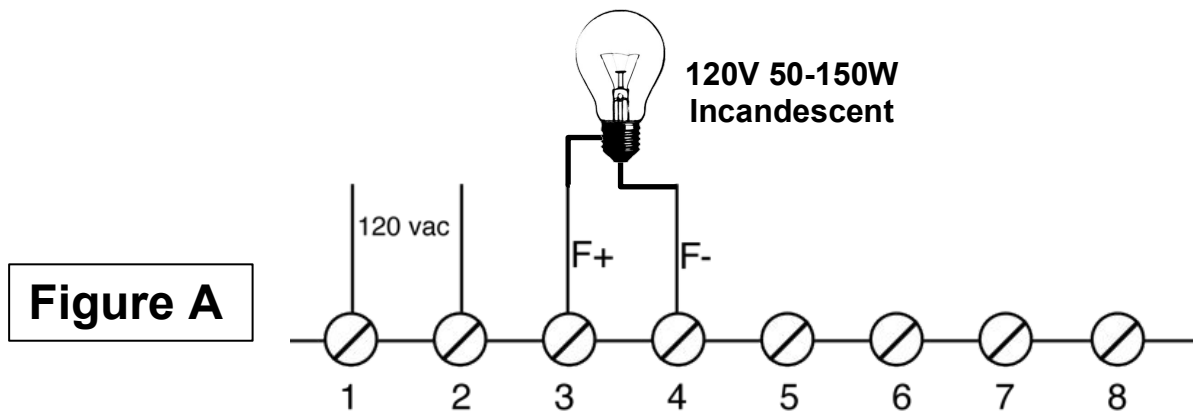 120V 50-150W
Incandescent
120 vac
F+ F-
Figure A
1 2 3 4 5 6 7 8